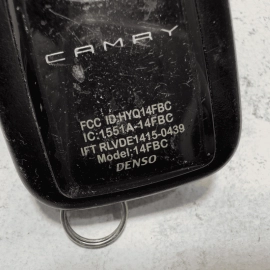 CAMRY
FCC ID:HYQ14FBC
IC:1551A-14FBC
IFT RLVDE1415-0439
Model:14FBC
DENSO